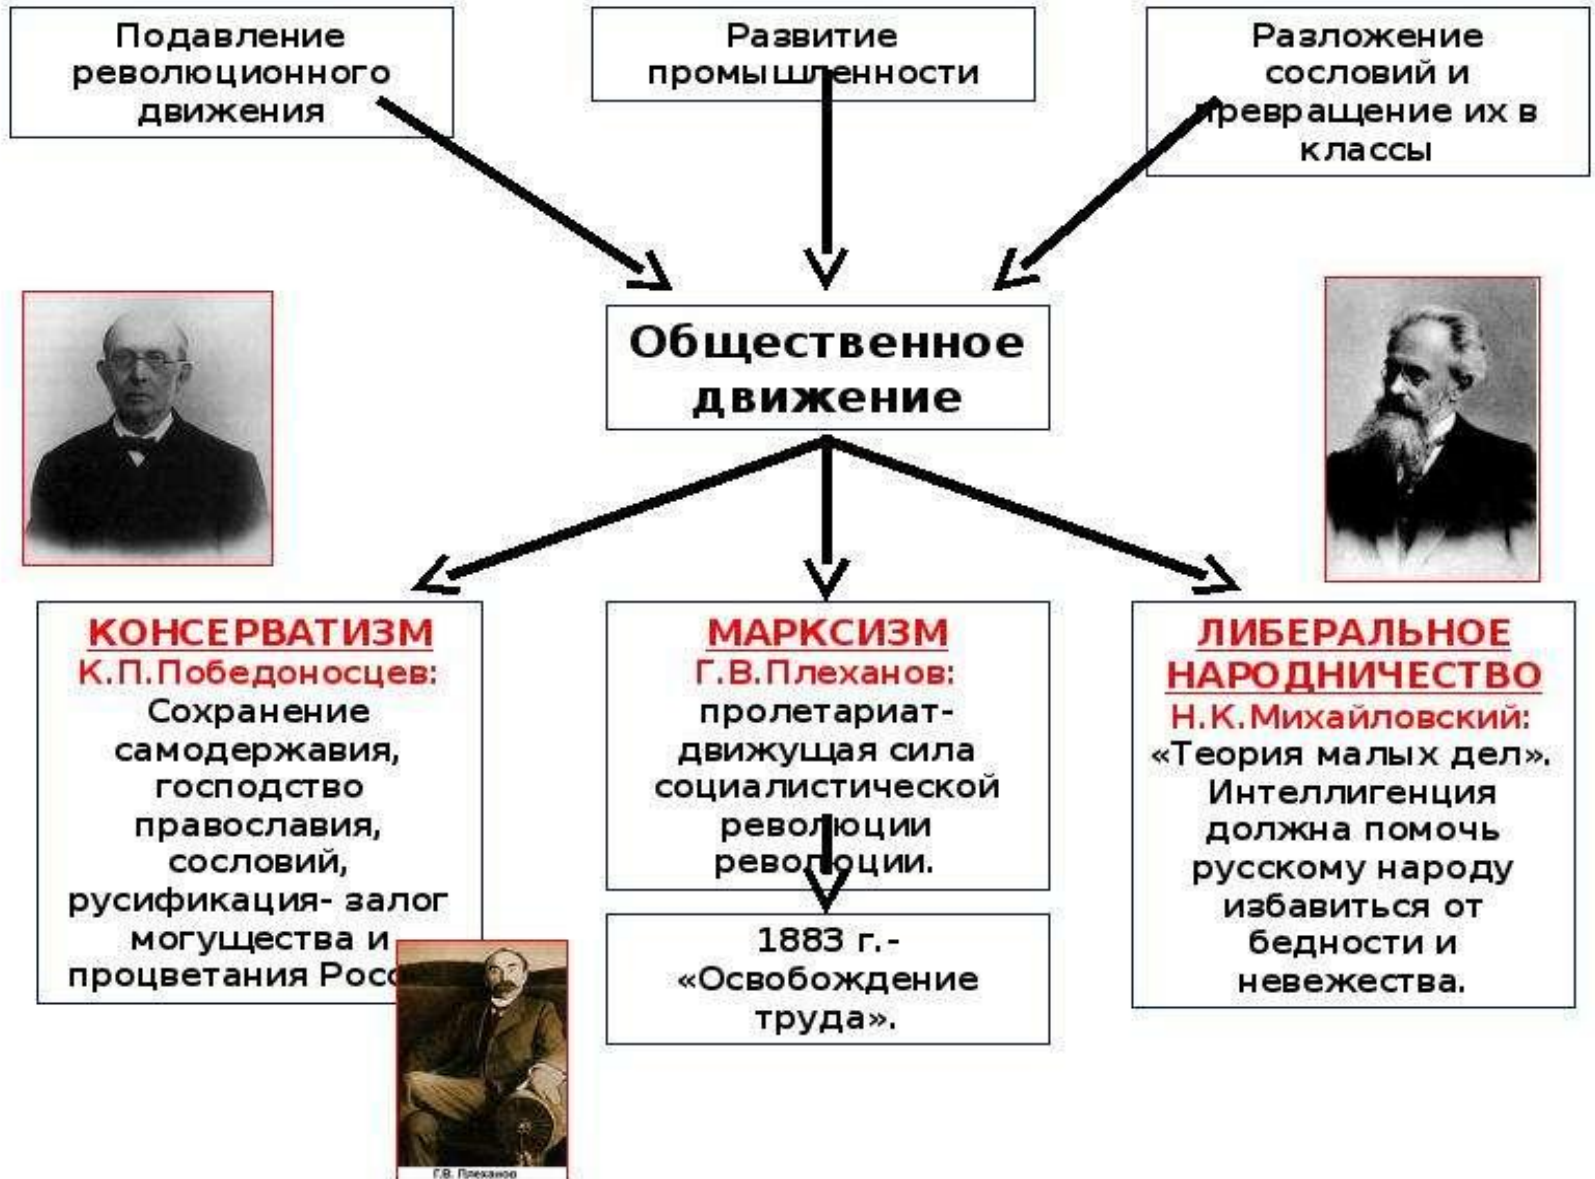 Подавление
революционного
движения
Развитие
промышленности
Разложение
сословий и
превращение их в
классы
Общественное
движение
КОНСЕРВАТИЗМ
К.П.Победоносцев:
Сохранение
самодержавия,
господство
православия,
сословий,
русификация- залог
могущества и
процветания
МАРКСИЗМ
Г.В.Плеханов:
пролетариат-
движущая сила
социалистической
революции
революции.
1883 г.-
«Освобождение
труда».
ЛИБЕРАЛЬНОЕ
НАРОДНИЧЕСТВО
Н.К.Михайловский:
«Теория малых дел».
Интеллигенция
должна помочь
русскому народу
избавиться от
бедности и
невежества.
Г.В. Плеханов